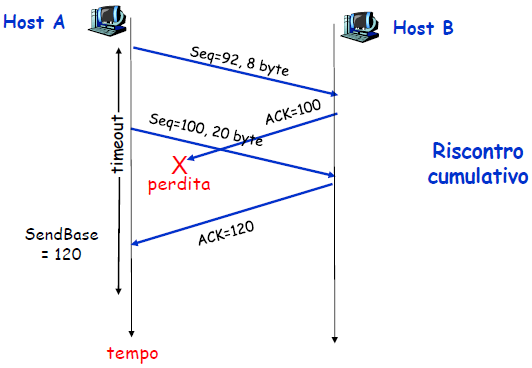 Host A
Host B
Seq=92, 8 byte
ACK=100
Seq=100, 20 byte
timeout
X
perdita
Riscontro
cumulativo
ACK=120
SendBase
= 120
tempo